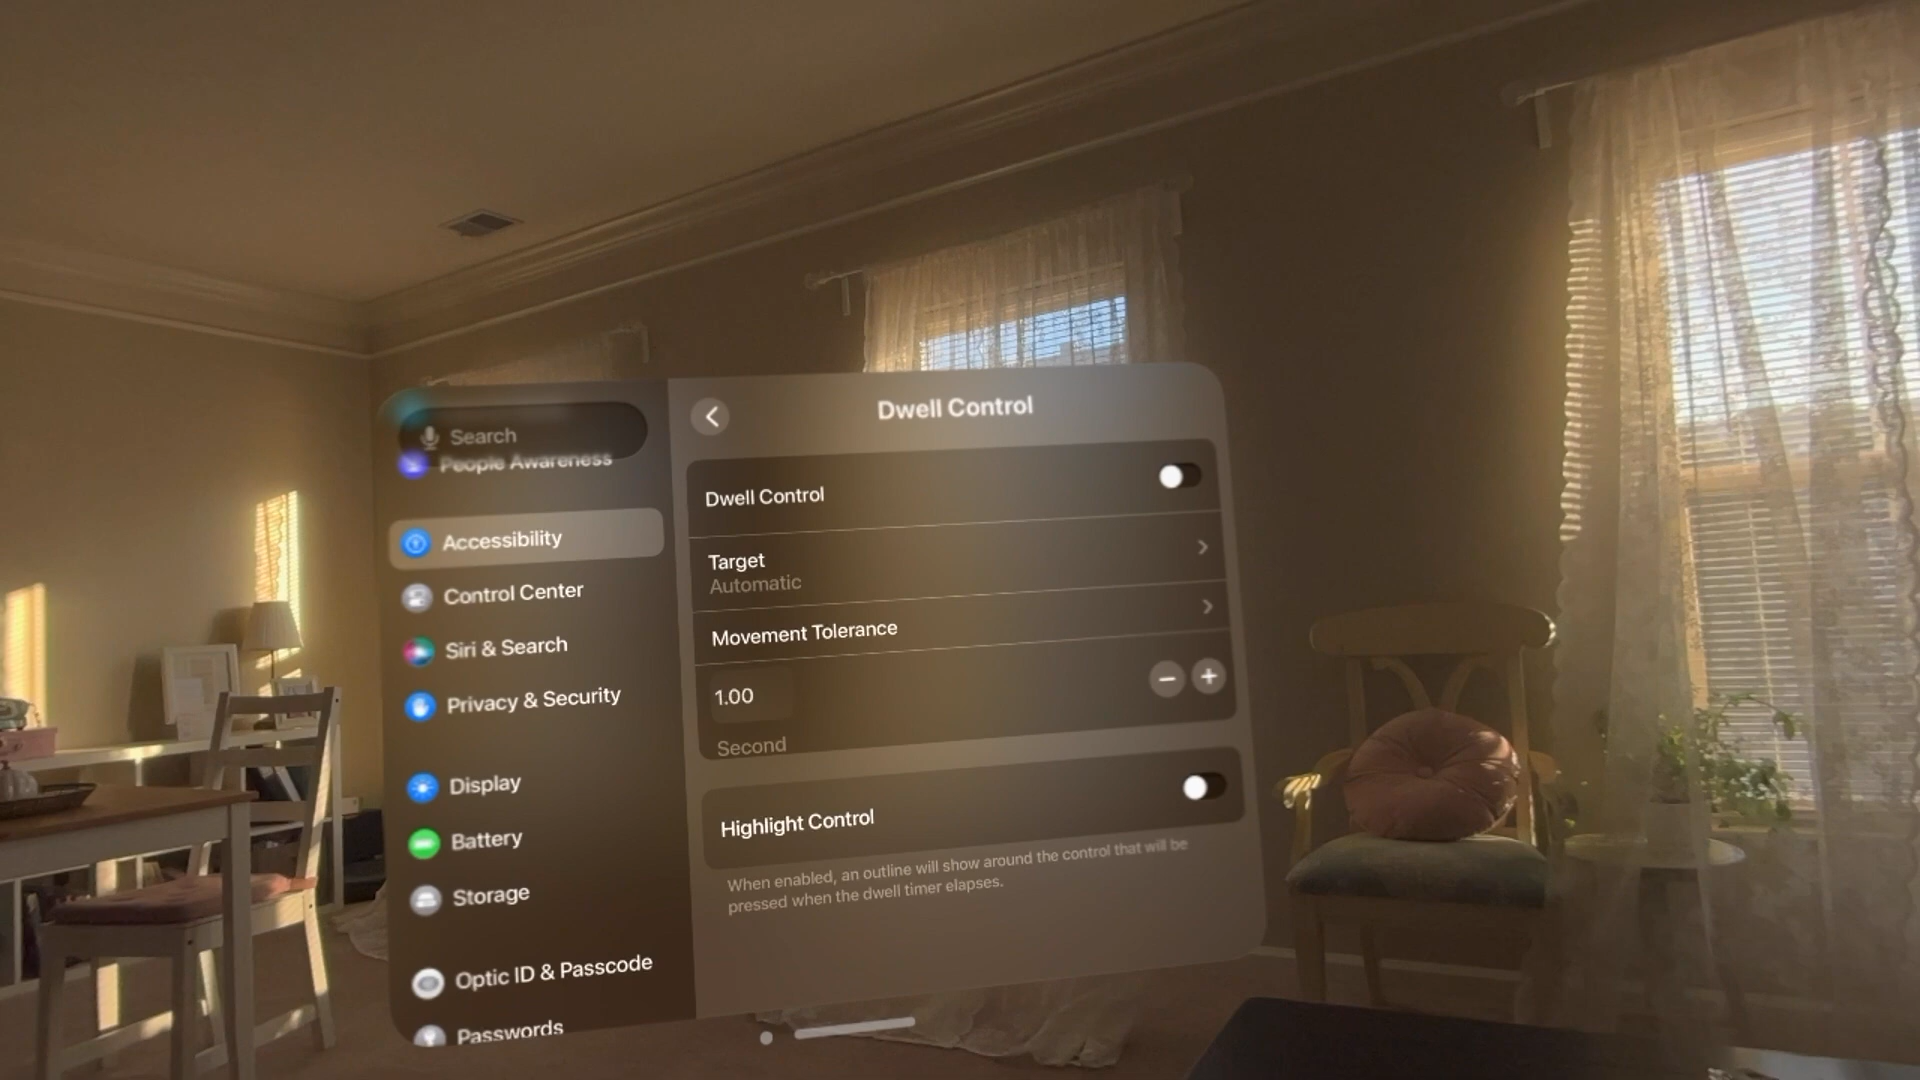 Search
People Awareness
Accessibility
Control Center
Siri & Search
Privacy & Security
Display
Battery
Storage
Optic ID & Passcode
Passwords
Dwell Control
Dwell Control
Target
Automatic
Movement Tolerance
1.00
Second
Highlight Control
When enabled, an outline will show around the control that will be
pressed when the dwell timer elapses.